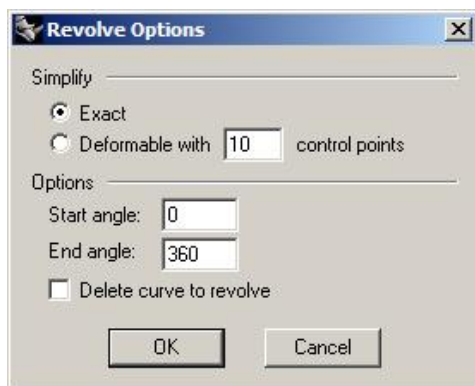 Revolve Options
Simplify
Exact
Deformable with 10 control points
Options
Start angle: 0
End angle: 360
Delete curve to revolve
OK Cancel